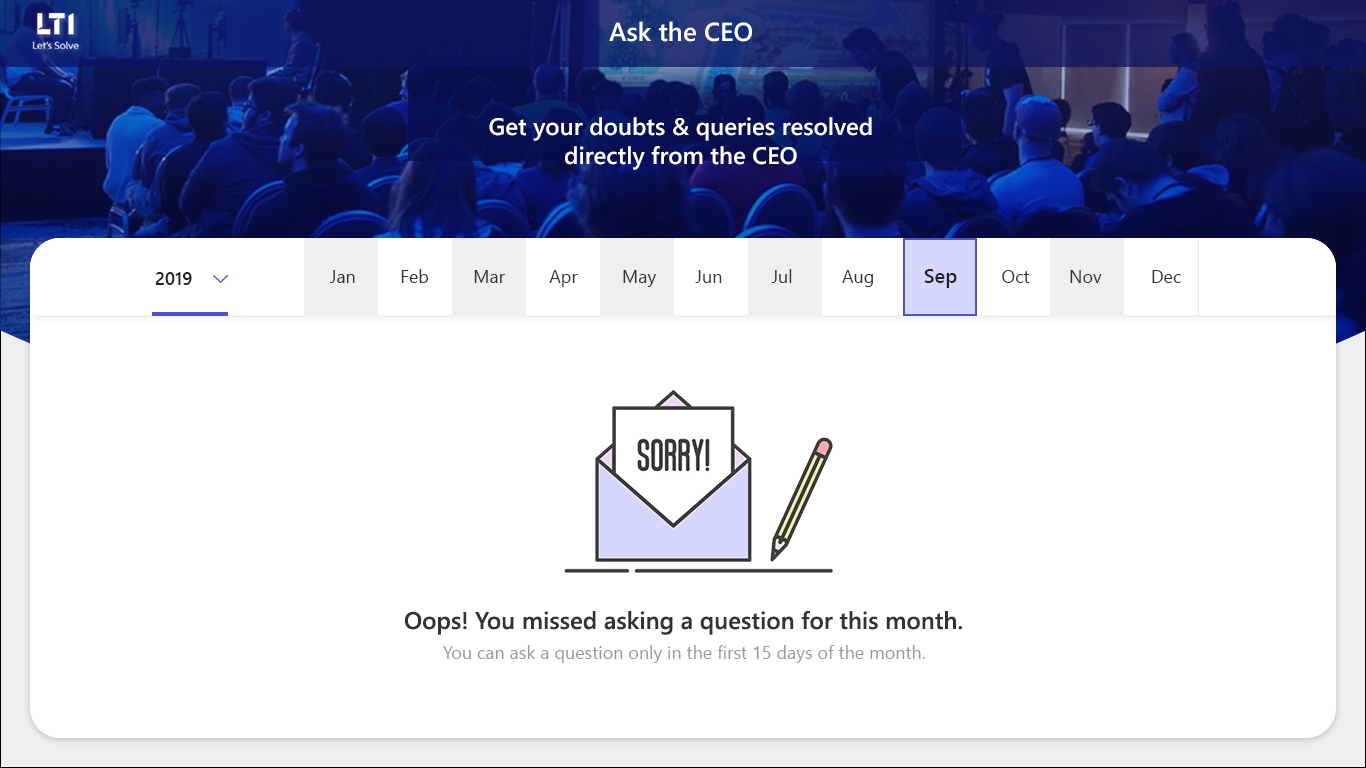 LTI
Let's Solve
Ask the CEO
Get your doubts & queries resolved
directly from the CEO
2019 Jan Feb Mar Apr May Jun Jul Aug Sep Oct Nov Dec
SORRY!
Oops! You missed asking a question for this month.
You can ask a question only in the first 15 days of the month.